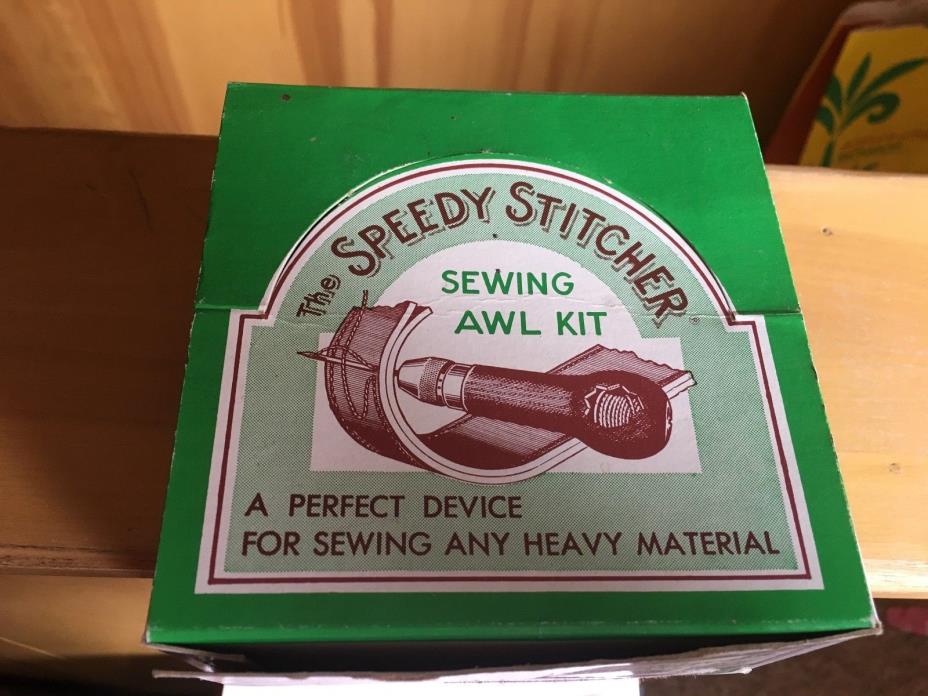 The SPEEDY STITCHER®
SEWING
AWL KIT
A PERFECT DEVICE
FOR SEWING ANY HEAVY MATERIAL